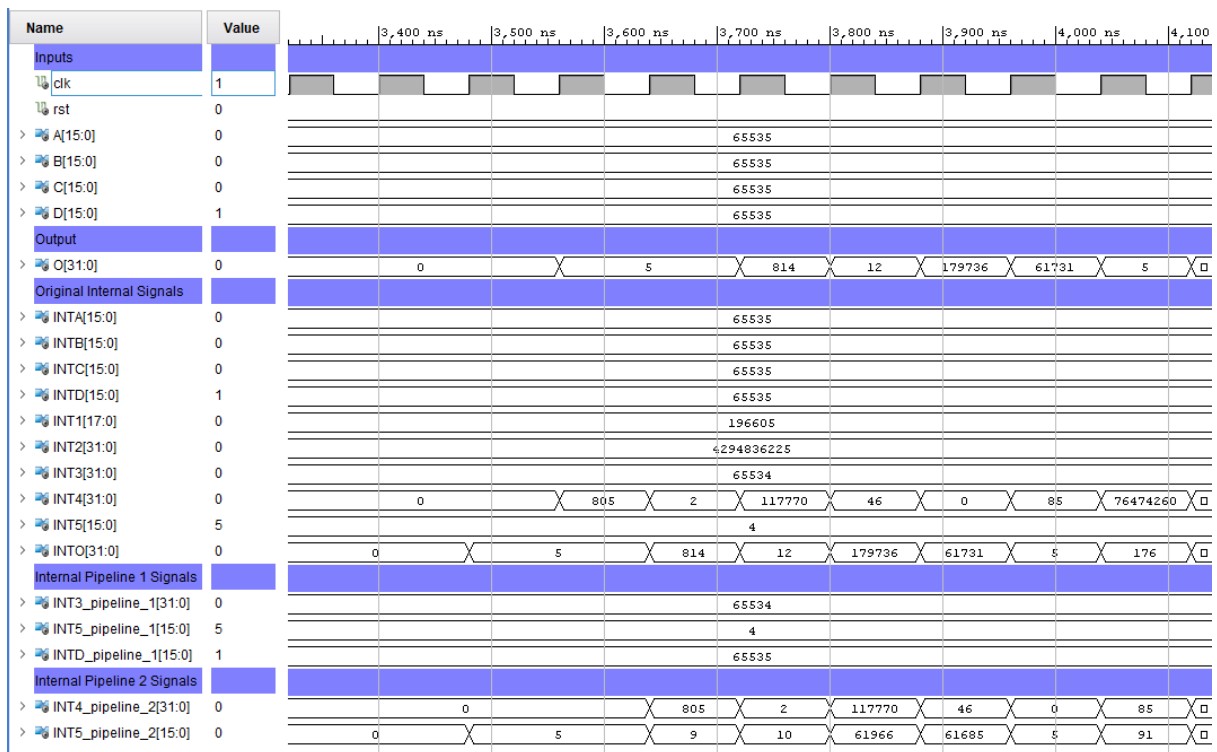 Name Value 3,400 ns 3,500 ns 3,600 ns 3,700 ns 3,800 ns 3,900 ns 4,000 ns 4,100
Inputs
clk 1
rst 0
A[15:0] 0 65535
B[15:0] 0 65535
C[15:0] 0 65535
D[15:0] 1 65535
Output
O[31:0] 0 0 5 814 12 179736 61731 5
Original Internal Signals
INTA[15:0] 0 65535
INTB[15:0] 0 65535
INTC[15:0] 0 65535
INTD[15:0] 1 65535
INT1[17:0] 0 196605
INT2[31:0] 0 4294836225
INT3[31:0] 0 65534
INT4[31:0] 0 0 805 2 117770 46 0 85 76474260
INT5[15:0] 5 4
INTO[31:0] 0 0 5 814 12 179736 61731 5 176
Internal Pipeline 1 Signals
INT3_pipeline_1[31:0] 0 65534
INT5_pipeline_1[15:0] 5 4
INTD_pipeline_1[15:0] 1 65535
Internal Pipeline 2 Signals
INT4_pipeline_2[31:0] 0 0 805 2 117770 46 0 85
INT5_pipeline_2[15:0] 0 0 5 9 10 61966 61685 5 91